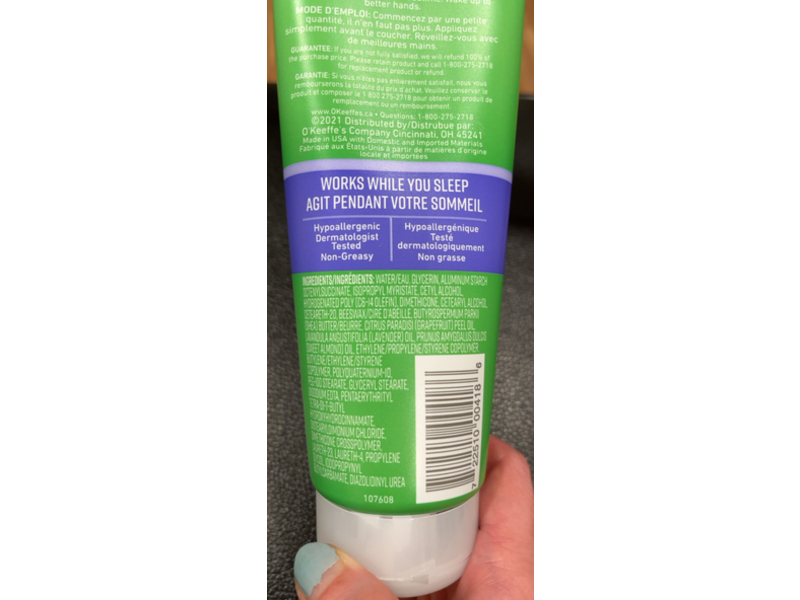 better hands.
MODE D'EMPLOI: Commencez par une petite
quantité, il n'en faut pas plus. Appliquez
simplement avant le coucher. Réveillez-vous avec
de meilleures mains.
GUARANTEE: If you are not fully satisfied, we will refund 100% of
the purchase price. Please retain product and call 1-800-275-2718
for replacement product or refund.
GARANTIE: Si vous n'êtes pas entièrement satisfait, nous vous
rembourserons la totalité du prix d'achat. Veuillez conserver le
produit et composer le 1 800 275-2718 pour obtenir un produit de
remplacement ou un remboursement.
www.OKeeffes.ca • Questions: 1-800-275-2718
©2021 Distributed by/Distrubue par:
O'Keeffe's Company Cincinnati, OH 45241
Made in USA with Domestic and Imported Materials
Fabriqué aux États-Unis à partir de matières d'origine
locale et importées
WORKS WHILE YOU SLEEP
AGIT PENDANT VOTRE SOMMEIL
Hypoallergenic
Dermatologist
Tested
Non-Greasy
Hypoallergénique
Testé
dermatologiquement
Non grasse
INGREDIENTS/INGRÉDIENTS: WATER/EAU, GLYCERIN, ALUMINUM STARCH
OCTENYLSUCCINATE, ISOPROPYL MYRISTATE, CETYL ALCOHOL,
HYDROGENATED POLY (C6-14 OLEFIN), DIMETHICONE, CETEARYL ALCOHOL,
CETEARETH-20, BEESWAX/CIRE D'ABEILLE, BUTYROSPERMUM PARKII
(SHEA) BUTTER/BEURRE, CITRUS PARADISI (GRAPEFRUIT) PEEL OIL,
LAVANDULA ANGUSTIFOLIA (LAVENDER) OIL, PRUNUS AMYGDALUS DULCIS
(SWEET ALMOND) OIL, ETHYLENE/PROPYLENE/STYRENE COPOLYMER,
BUTYLENE/ETHYLENE/STYRENE
COPOLYMER, POLYQUATERNIUM-10,
PEG-100 STEARATE, GLYCERYL STEARATE,
DISODIUM EDTA, PENTAERYTHRITYL
TETRA-DI-T-BUTYL
HYDROXYHYDROCINNAMATE,
DISTEARYLDIMONIUM CHLORIDE,
DIMETHICONE CROSSPOLYMER,
LAURETH-23, LAURETH-4, PROPYLENE
GLYCOL, IODOPROPYNYL
BUTYLCARBAMATE, DIAZOLIDINYL UREA
7 22510 00418 6
107608